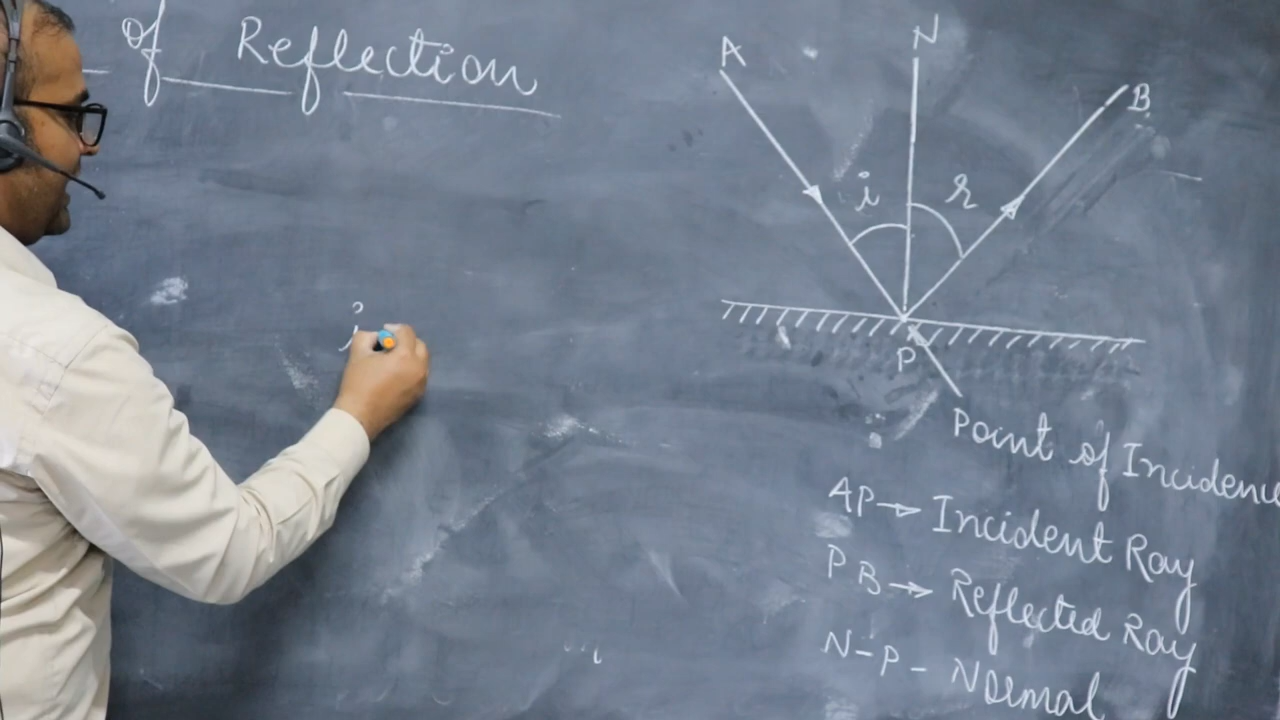 of Reflection
A
N
B
i
r
P
Point of Incidence
AP → Incident Ray
PB → Reflected Ray
N-P - Normal
i